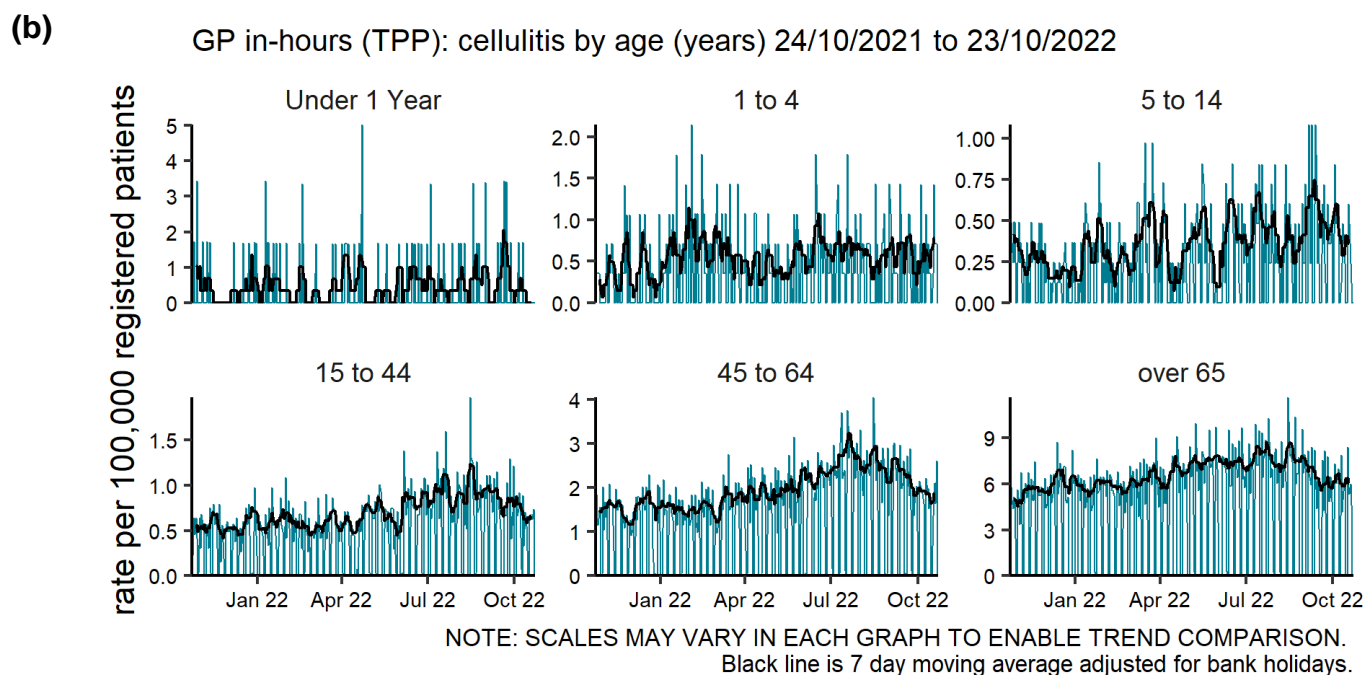 (b)
GP in-hours (TPP): cellulitis by age (years) 24/10/2021 to 23/10/2022
rate per 100,000 registered patients
Under 1 Year
5
4
3
2
1
0
1 to 4
2.0
1.5
1.0
0.5
0.0
5 to 14
1.00
0.75
0.50
0.25
0.00
15 to 44
1.5
1.0
0.5
0.0
Jan 22 Apr 22 Jul 22 Oct 22
45 to 64
4
3
2
1
0
Jan 22 Apr 22 Jul 22 Oct 22
over 65
9
6
3
0
Jan 22 Apr 22 Jul 22 Oct 22
NOTE: SCALES MAY VARY IN EACH GRAPH TO ENABLE TREND COMPARISON.
Black line is 7 day moving average adjusted for bank holidays.